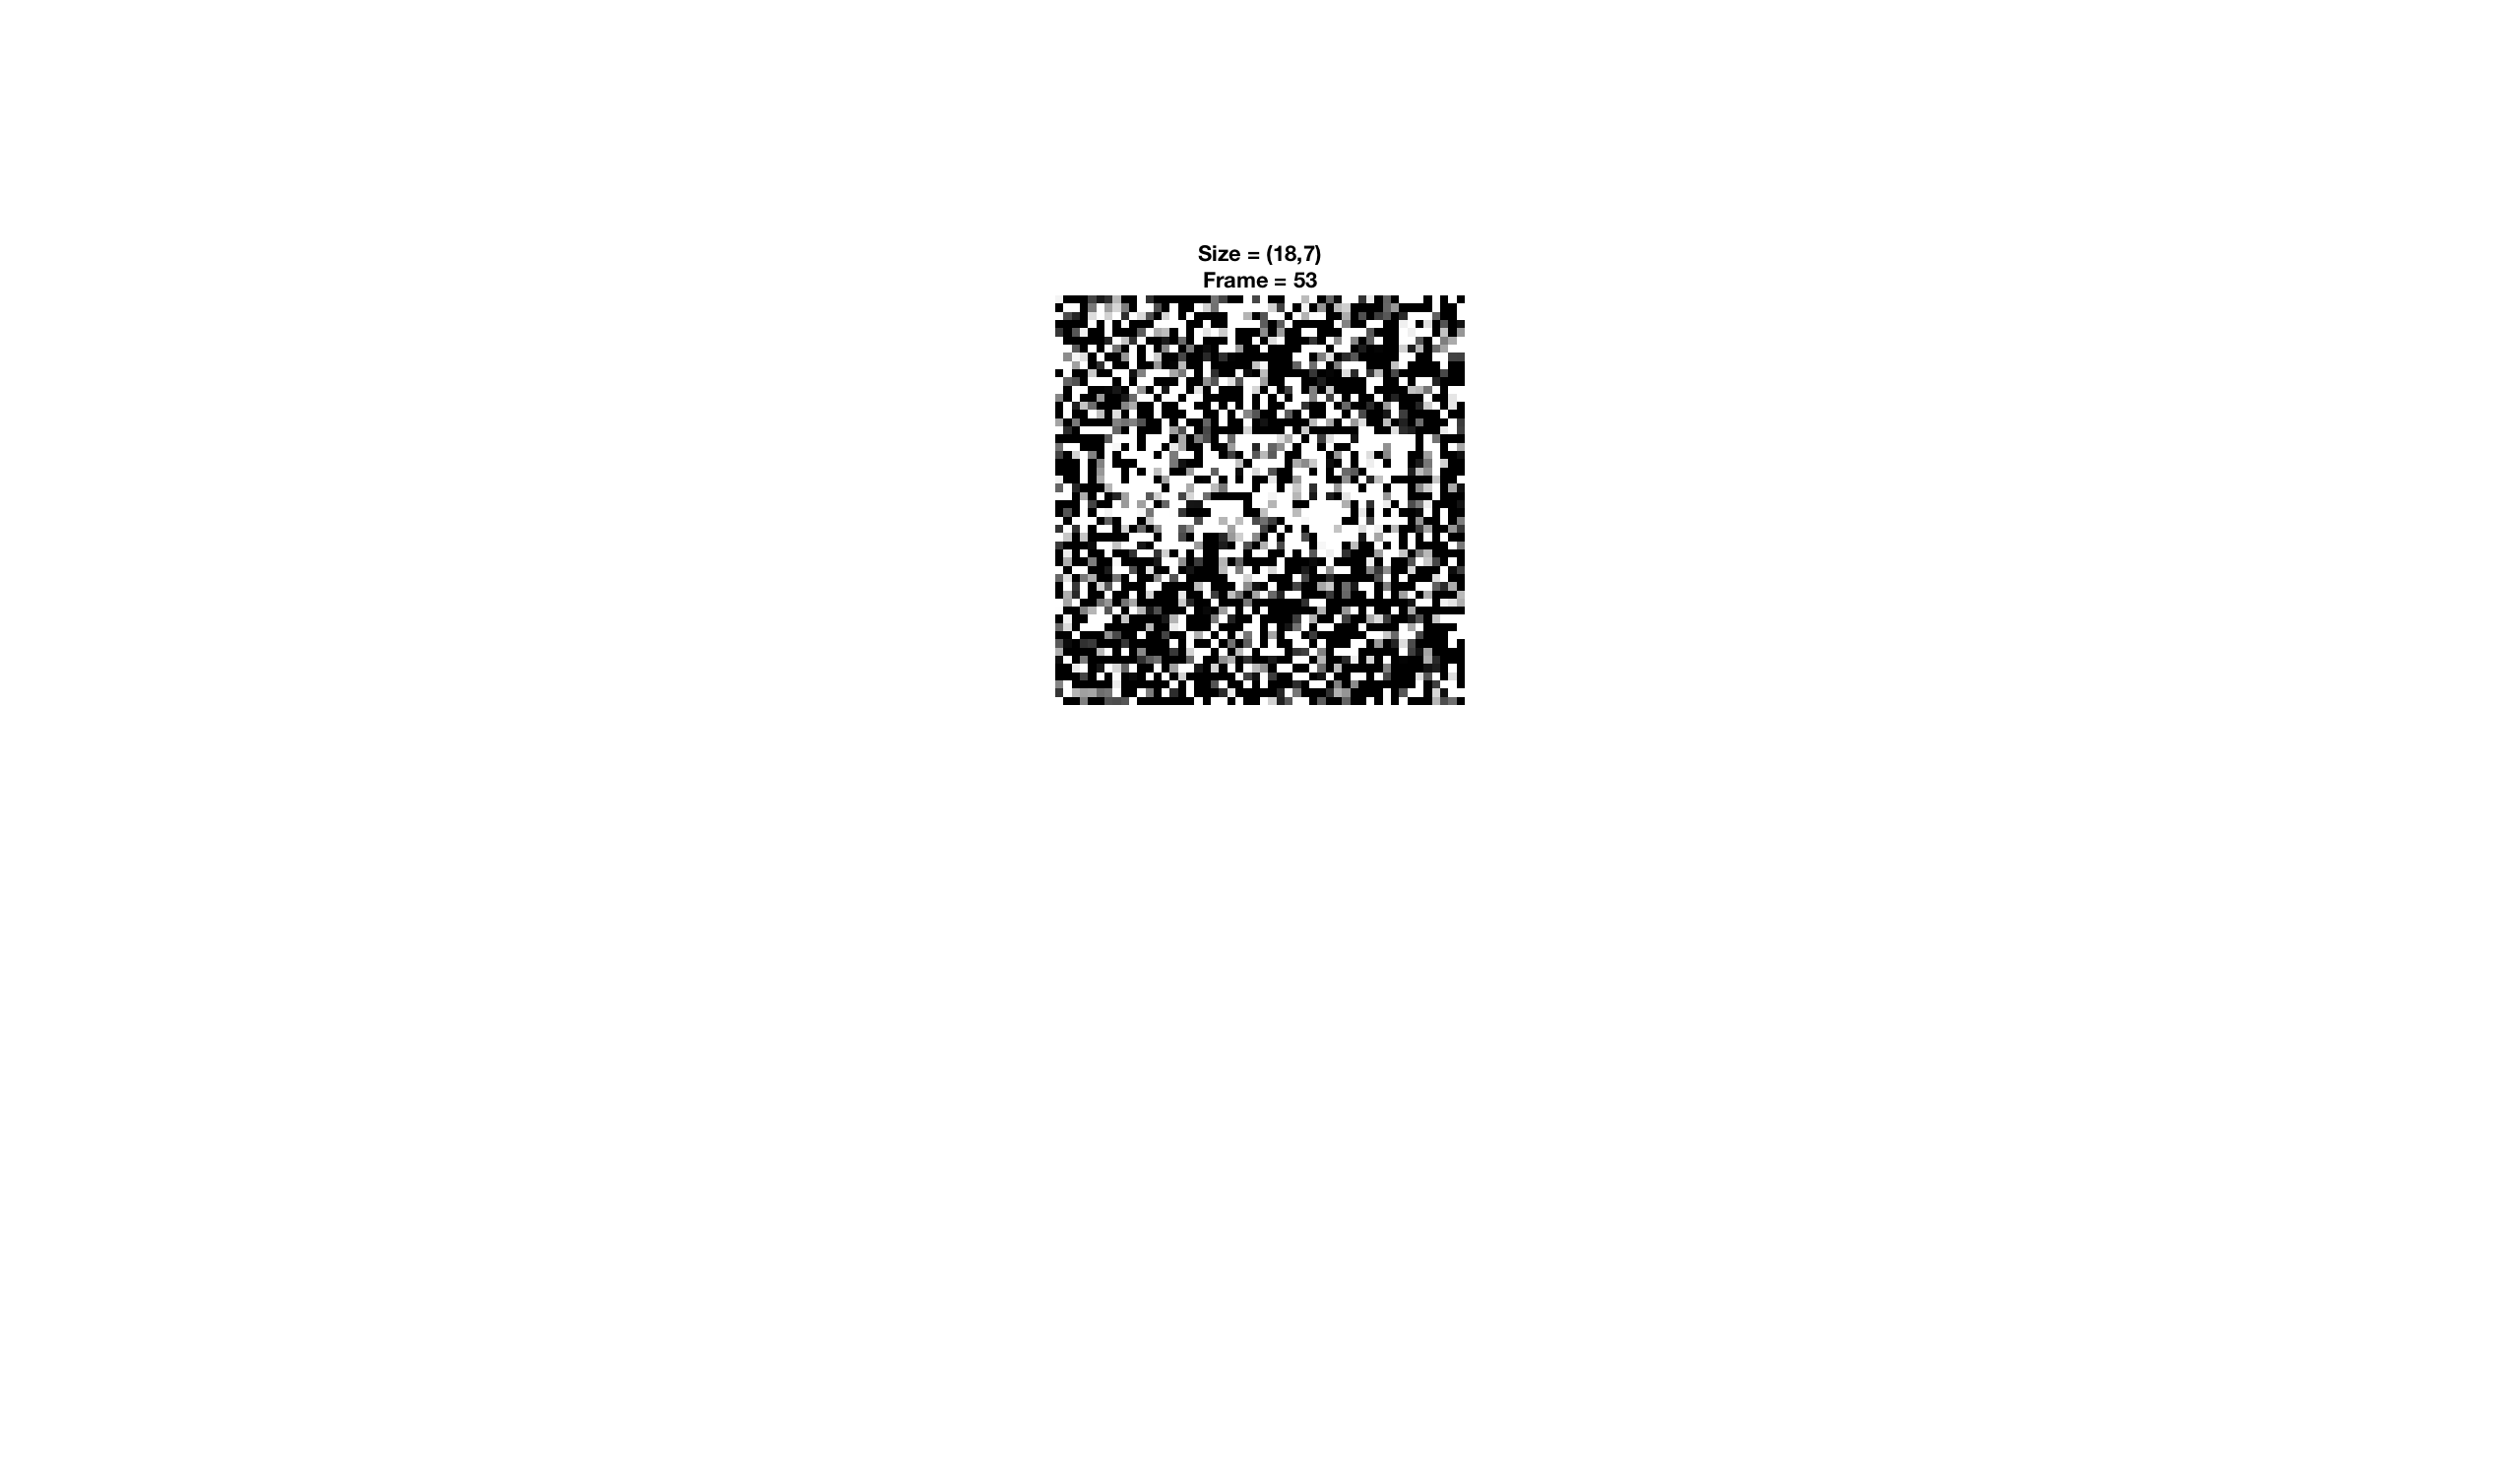 Size = (18,7)
Frame = 53